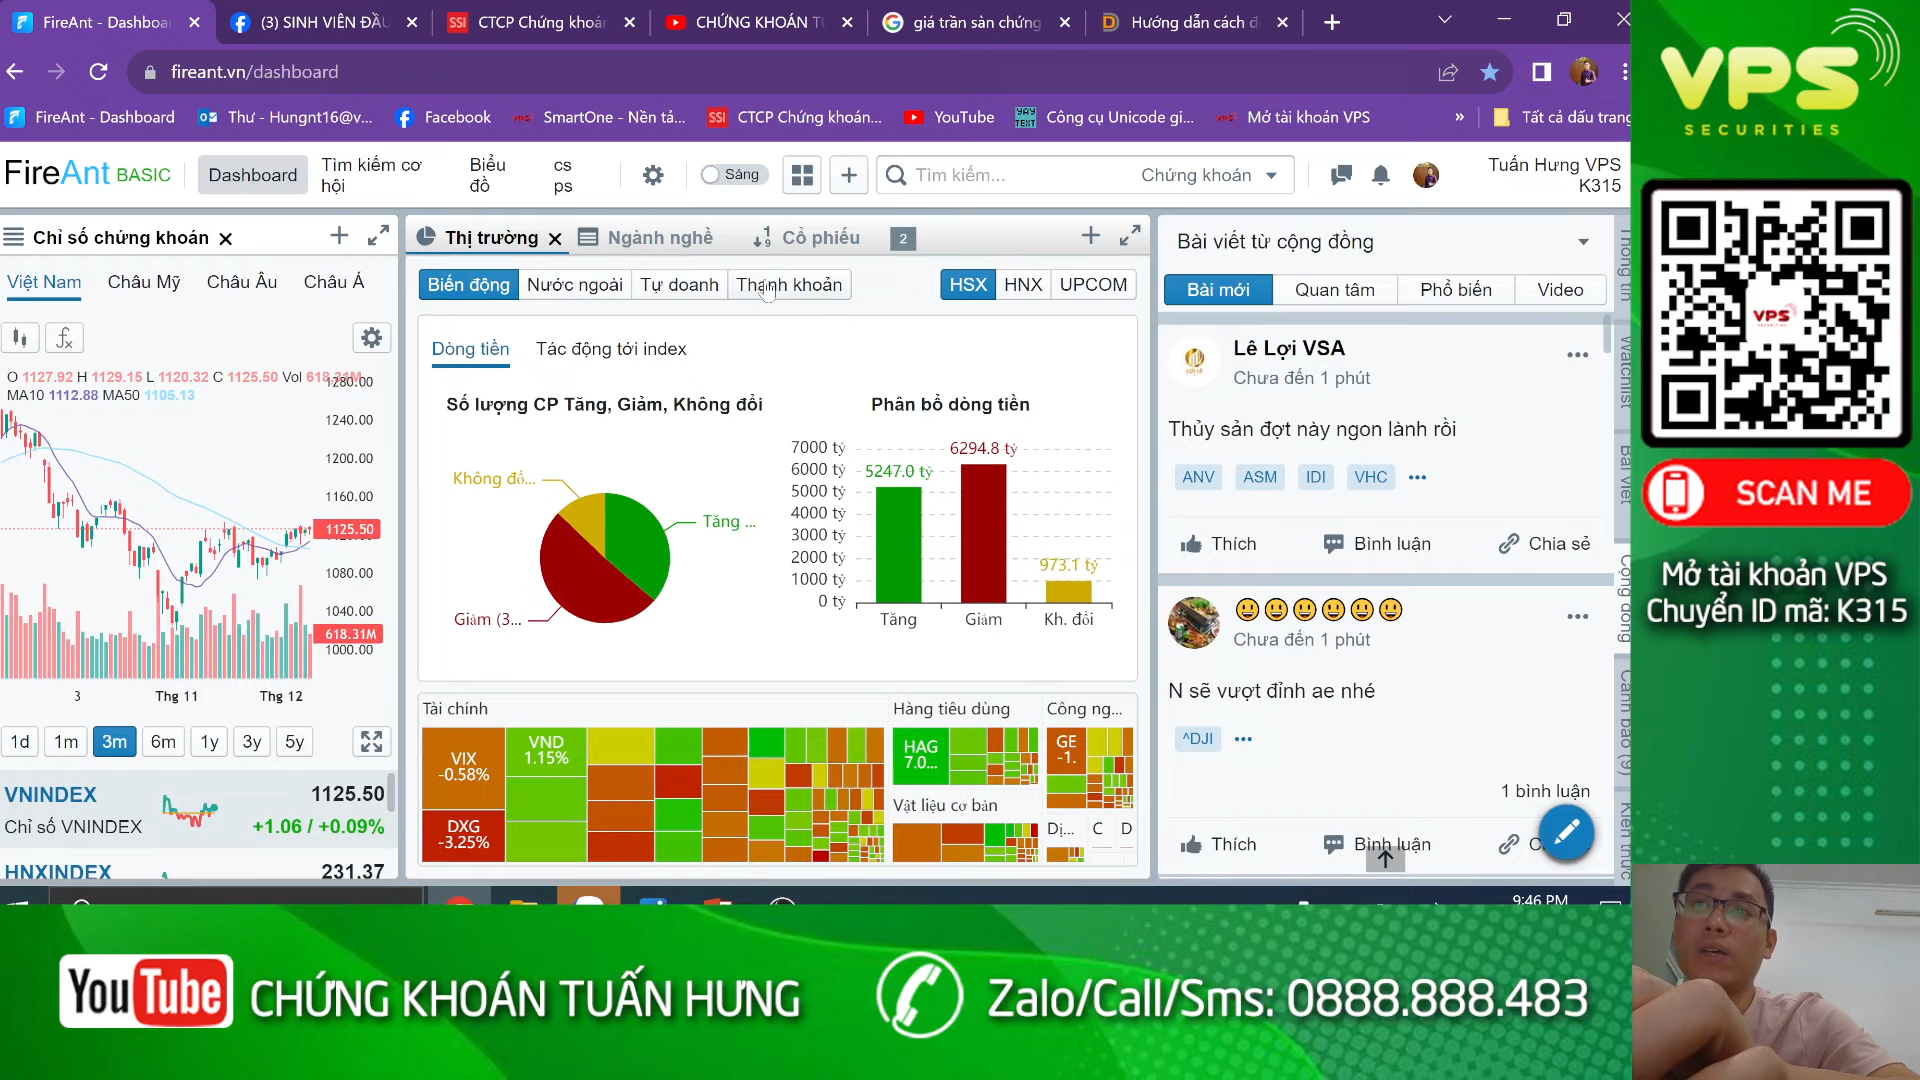 FireAnt - Dashboar
(3) SINH VIÊN ĐẦU
CTCP Chứng khoán
CHỨNG KHOÁN TU
giá trần sàn chứng
Hướng dẫn cách đ
fireant.vn/dashboard
FireAnt - Dashboard
Thư - Hungnt16@v...
Facebook
SmartOne - Nền tả...
CTCP Chứng khoán...
YouTube
Công cụ Unicode gi...
Mở tài khoản VPS
»
Tất cả dấu trang
FireAnt BASIC
Dashboard
Tìm kiếm cơ hội
Biểu đồ
cs ps
Sáng
Tìm kiếm...
Chứng khoán
Tuấn Hưng VPS
K315
Chỉ số chứng khoán
Việt Nam
Châu Mỹ
Châu Âu
Châu Á
O 1127.92 H 1129.15 L 1120.32 C 1125.50 Vol 618.31M
MA10 1112.88 MA50 1105.13
1280.00
1240.00
1200.00
1160.00
1125.50
1080.00
1040.00
618.31M
1000.00
3
Thg 11
Thg 12
1d
1m
3m
6m
1y
3y
5y
VNINDEX
1125.50
Chỉ số VNINDEX
+1.06 / +0.09%
HNXINDEX
231.37
Thị trường
Ngành nghề
Cổ phiếu
2
Biến động
Nước ngoài
Tự doanh
Thanh khoản
HSX
HNX
UPCOM
Dòng tiền
Tác động tới index
Số lượng CP Tăng, Giảm, Không đổi
Không đổ...
Tăng ...
Giảm (3...
Phân bổ dòng tiền
7000 tỷ
6000 tỷ
5000 tỷ
4000 tỷ
3000 tỷ
2000 tỷ
1000 tỷ
0 tỷ
5247.0 tỷ
6294.8 tỷ
973.1 tỷ
Tăng
Giảm
Kh. đổi
Tài chính
VIX
-0.58%
VND
1.15%
DXG
-3.25%
Hàng tiêu dùng
HAG
7.0...
Công ng...
GE
-1.
Vật liệu cơ bản
Dị...
C
D
Bài viết từ cộng đồng
Bài mới
Quan tâm
Phổ biến
Video
Lê Lợi VSA
Chưa đến 1 phút
Thủy sản đợt này ngon lành rồi
ANV
ASM
IDI
VHC
Thích
Bình luận
Chia sẻ
Chưa đến 1 phút
N sẽ vượt đỉnh ae nhé
^DJI
1 bình luận
Thích
Bình luận
Thông tin
Watchlist
Bài viết
Cộng đồng
Cảnh báo (9)
Kiến thức
9:46 PM
VPS
SECURITIES
VPS
SCAN ME
Mở tài khoản VPS
Chuyển ID mã: K315
YouTube
CHỨNG KHOÁN TUẤN HƯNG
Zalo/Call/Sms: 0888.888.483